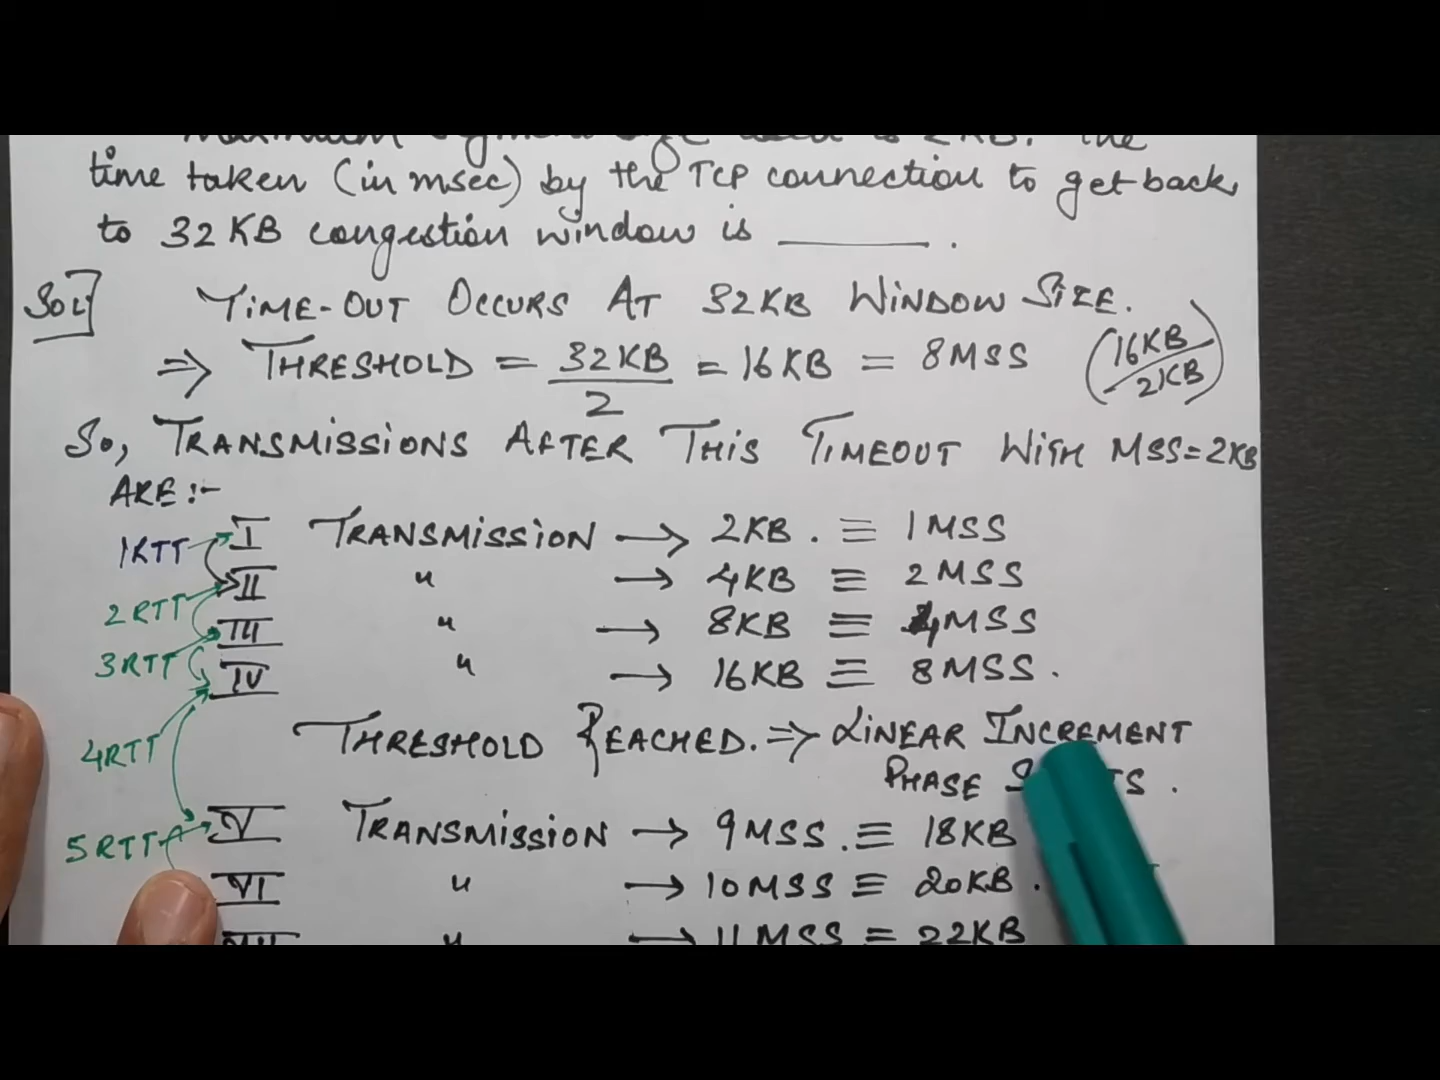 time taken (in msec) by the TCP connection to get back
to 32 KB congestion window is ______ .
SOL TIME-OUT OCCURS AT 32KB WINDOW SIZE.
⇒ THRESHOLD = 32KB/2 = 16KB = 8MSS (16KB/2KB)
SO, TRANSMISSIONS AFTER THIS TIMEOUT WITH MSS=2KB
ARE :-
1RTT I TRANSMISSION → 2KB . ≡ 1MSS
II " → 4KB ≡ 2MSS
2RTT III " → 8KB ≡ 4MSS
3RTT IV " → 16KB ≡ 8MSS .
THRESHOLD REACHED. ⇒ LINEAR INCREMENT
4RTT PHASE
5RTT V TRANSMISSION → 9MSS . ≡ 18KB
VI " → 10MSS ≡ 20KB .
" → 11MSS = 22KB